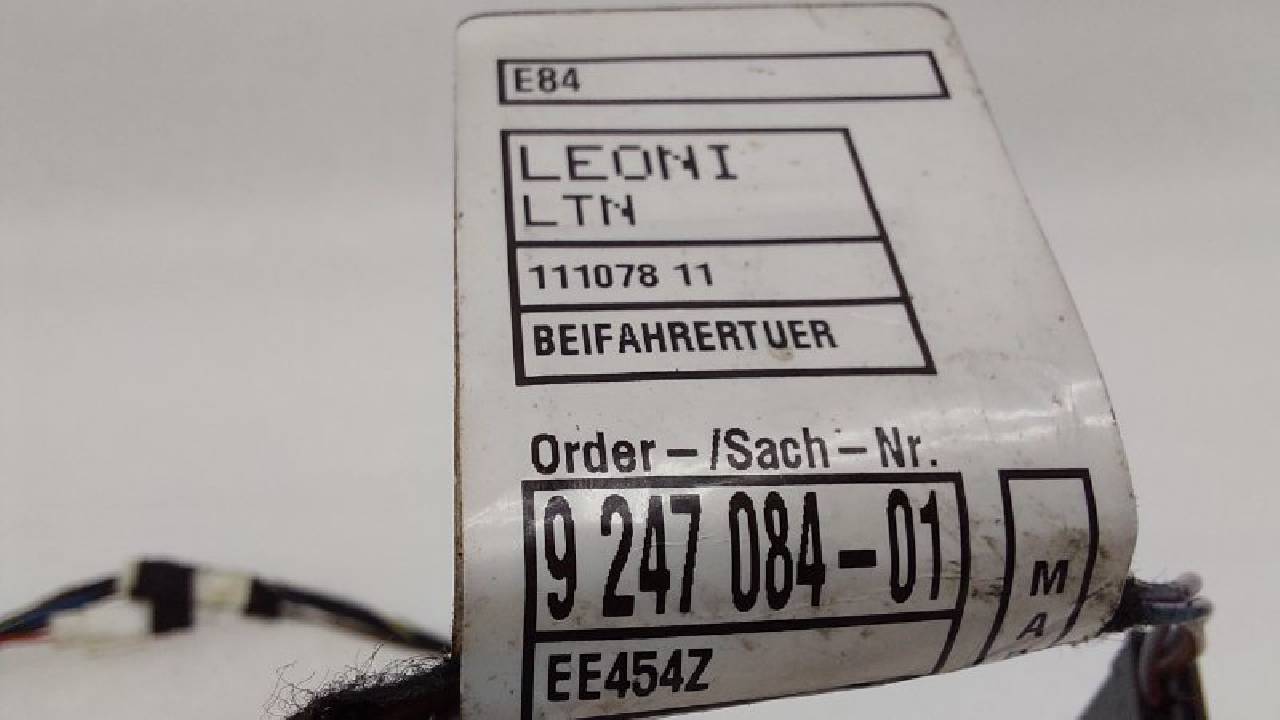 E84
LEONI
LTN
111078 11
BEIFAHRERTUER
Order-/Sach-Nr.
9 247 084-01
EE454Z
M
A